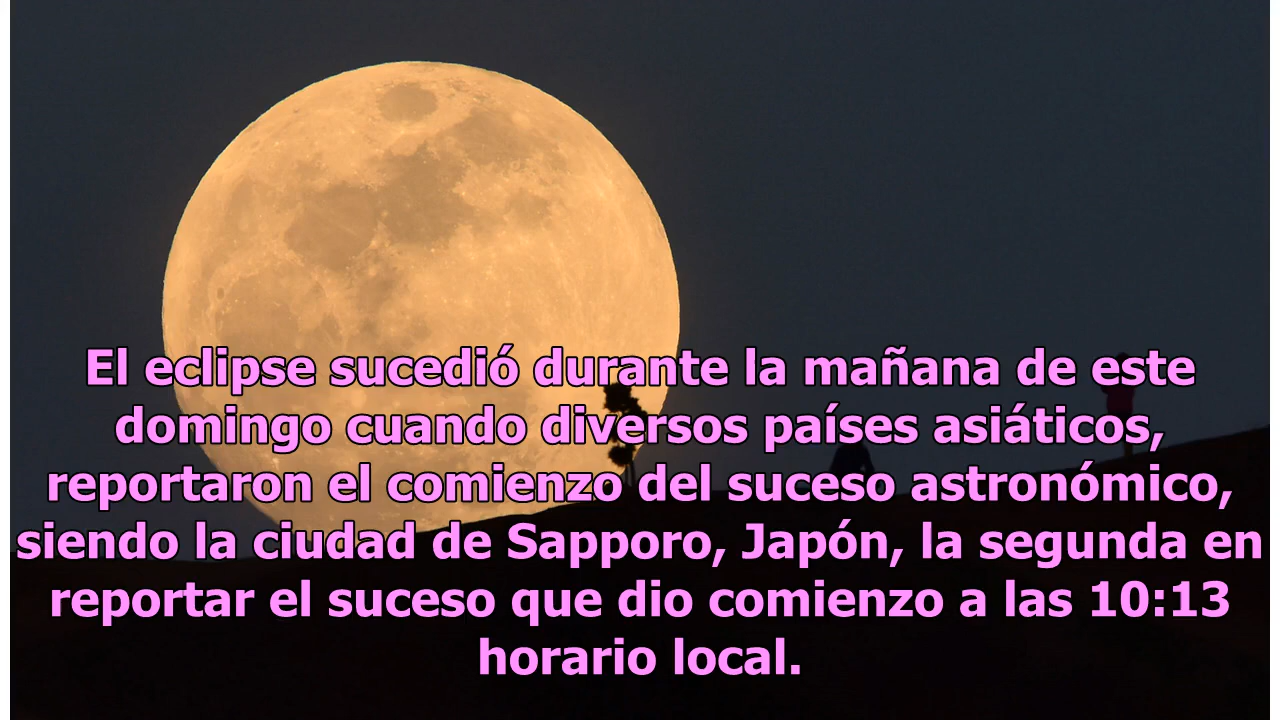 El eclipse sucedió durante la mañana de este
domingo cuando diversos países asiáticos,
reportaron el comienzo del suceso astronómico,
siendo la ciudad de Sapporo, Japón, la segunda en
reportar el suceso que dio comienzo a las 10:13
horario local.